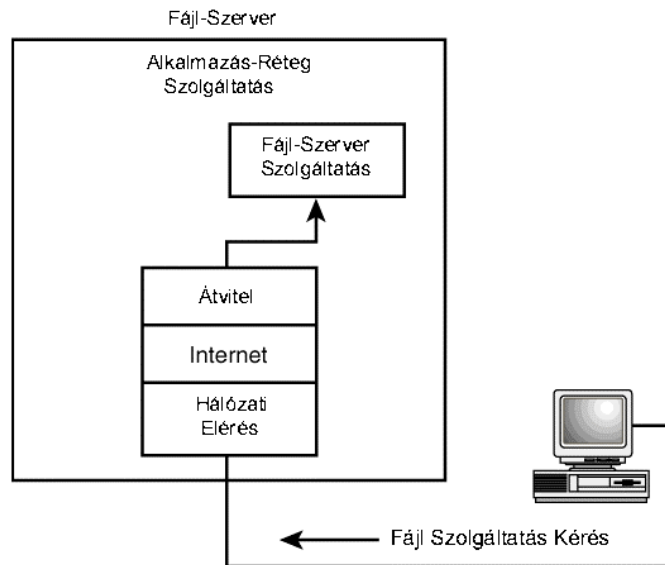 Fájl-Szerver
Alkalmazás-Réteg
Szolgáltatás
Fájl-Szerver
Szolgáltatás
Átvitel
Internet
Hálózati
Elérés
Fájl Szolgáltatás Kérés